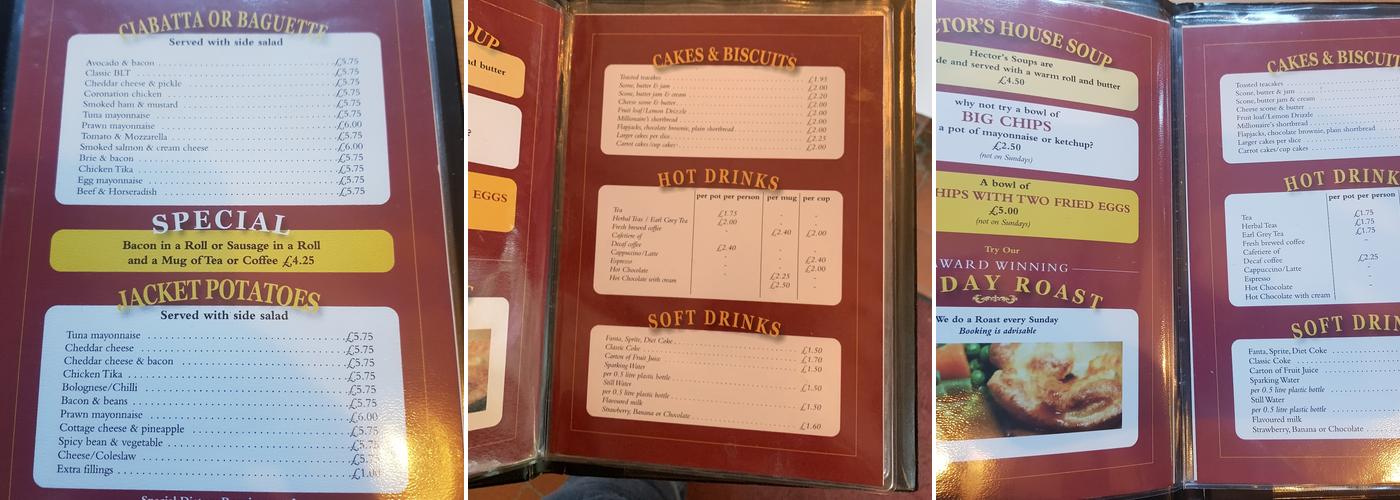 CIABATTA OR BAGUETTE
Served with side salad
Avocado & bacon £5.75
Classic BLT £5.75
Cheddar cheese & pickle £5.75
Coronation chicken £5.75
Smoked ham & mustard £5.75
Tuna mayonnaise £5.75
Prawn mayonnaise £6.00
Tomato & Mozzarella £5.75
Smoked salmon & cream cheese £6.00
Brie & bacon £5.75
Chicken Tika £5.75
Egg mayonnaise £5.75
Beef & Horseradish £5.75
SPECIAL
Bacon in a Roll or Sausage in a Roll
and a Mug of Tea or Coffee £4.25
JACKET POTATOES
Served with side salad
Tuna mayonnaise £5.75
Cheddar cheese £5.75
Cheddar cheese & bacon £5.75
Chicken Tika £5.75
Bolognese/Chilli £5.75
Bacon & beans £5.75
Prawn mayonnaise £6.00
Cottage cheese & pineapple £5.75
Spicy bean & vegetable
Cheese/Coleslaw
Extra fillings
OUP
d butter
EGGS
CAKES & BISCUITS
Toasted teacakes £1.95
Scone, butter & jam £2.00
Scone, butter jam & cream £2.20
Cheese scone & butter £2.00
Fruit loaf/Lemon Drizzle £2.00
Millionaire's shortbread £2.00
Flapjacks, chocolate brownie, plain shortbread £2.00
Larger cakes per slice £2.25
Carrot cakes/cup cakes £2.00
HOT DRINKS
per pot per person per mug per cup
Tea £1.75
Herbal Teas / Earl Grey Tea £2.00
Fresh brewed coffee £2.40 £2.00
Cafetiere of
Decaf coffee £2.40
Cappuccino/Latte £2.40
Espresso £2.00
Hot Chocolate £2.25
Hot Chocolate with cream £2.50
SOFT DRINKS
Fanta, Sprite, Diet Coke £1.50
Classic Coke £1.70
Carton of Fruit Juice £1.50
Sparking Water
per 0.5 litre plastic bottle £1.50
Still Water
per 0.5 litre plastic bottle £1.50
Flavoured milk
Strawberry, Banana or Chocolate £1.60
CTOR'S HOUSE SOUP
Hector's Soups are
de and served with a warm roll and butter
£4.50
why not try a bowl of
BIG CHIPS
a pot of mayonnaise or ketchup?
£2.50
(not on Sundays)
A bowl of
HIPS WITH TWO FRIED EGGS
£5.00
(not on Sundays)
Try Our
WARD WINNING
DAY ROAST
We do a Roast every Sunday
Booking is advisable
CAKES & BISCUIT
Toasted teacakes
Scone, butter & jam
Scone, butter jam & cream
Cheese scone & butter
Fruit loaf/Lemon Drizzle
Millionaire's shortbread
Flapjacks, chocolate brownie, plain shortbread
Larger cakes per slice
Carrot cakes/cup cakes
HOT DRINK
per pot per person
Tea £1.75
Herbal Teas £1.75
Earl Grey Tea £1.75
Fresh brewed coffee
Cafetiere of
Decaf coffee £2.25
Cappuccino/Latte
Espresso
Hot Chocolate
Hot Chocolate with cream
SOFT DRIN
Fanta, Sprite, Diet Coke
Classic Coke
Carton of Fruit Juice
Sparking Water
per 0.5 litre plastic bottle
Still Water
per 0.5 litre plastic bottle
Flavoured milk
Strawberry, Banana or Chocolate